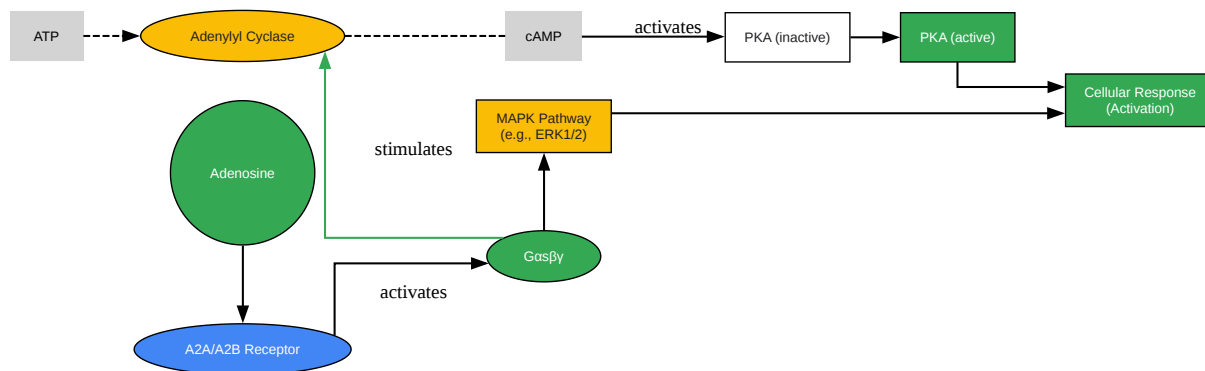 ATP
Adenylyl Cyclase
cAMP
activates
PKA (inactive)
PKA (active)
Cellular Response
(Activation)
MAPK Pathway
(e.g., ERK1/2)
stimulates
Adenosine
Gαsβγ
activates
A2A/A2B Receptor